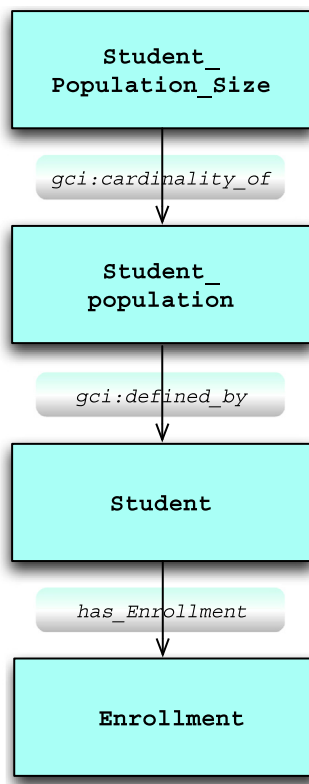 Student_
Population_Size
gci:cardinality_of
Student_
population
gci:defined_by
Student
has_Enrollment
Enrollment